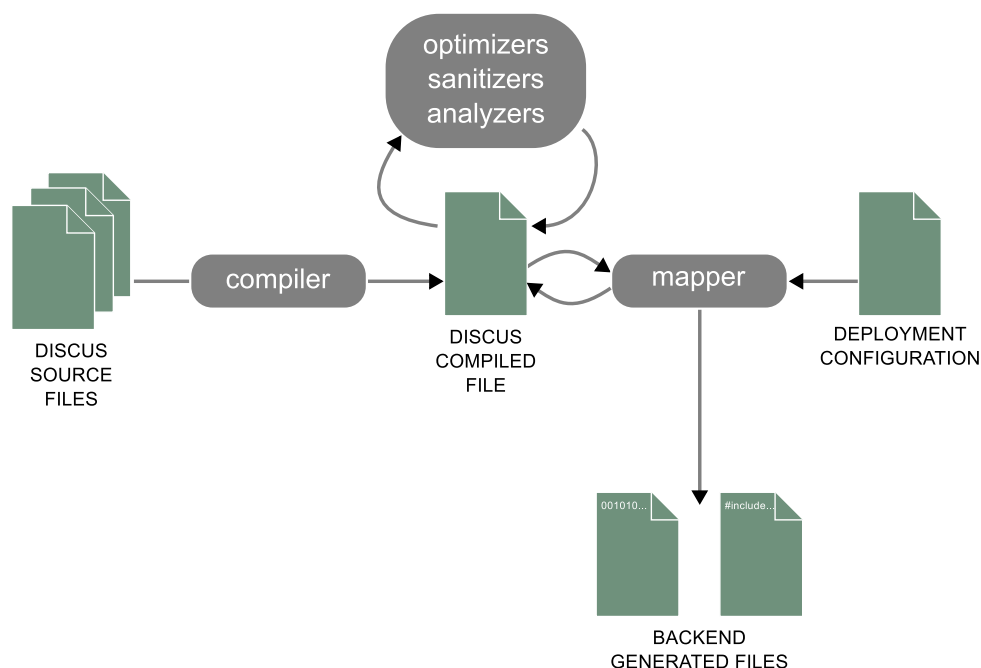 optimizers
sanitizers
analyzers
compiler
mapper
DISCUS
SOURCE
FILES
DISCUS
COMPILED
FILE
DEPLOYMENT
CONFIGURATION
001010...
#include...
BACKEND
GENERATED FILES